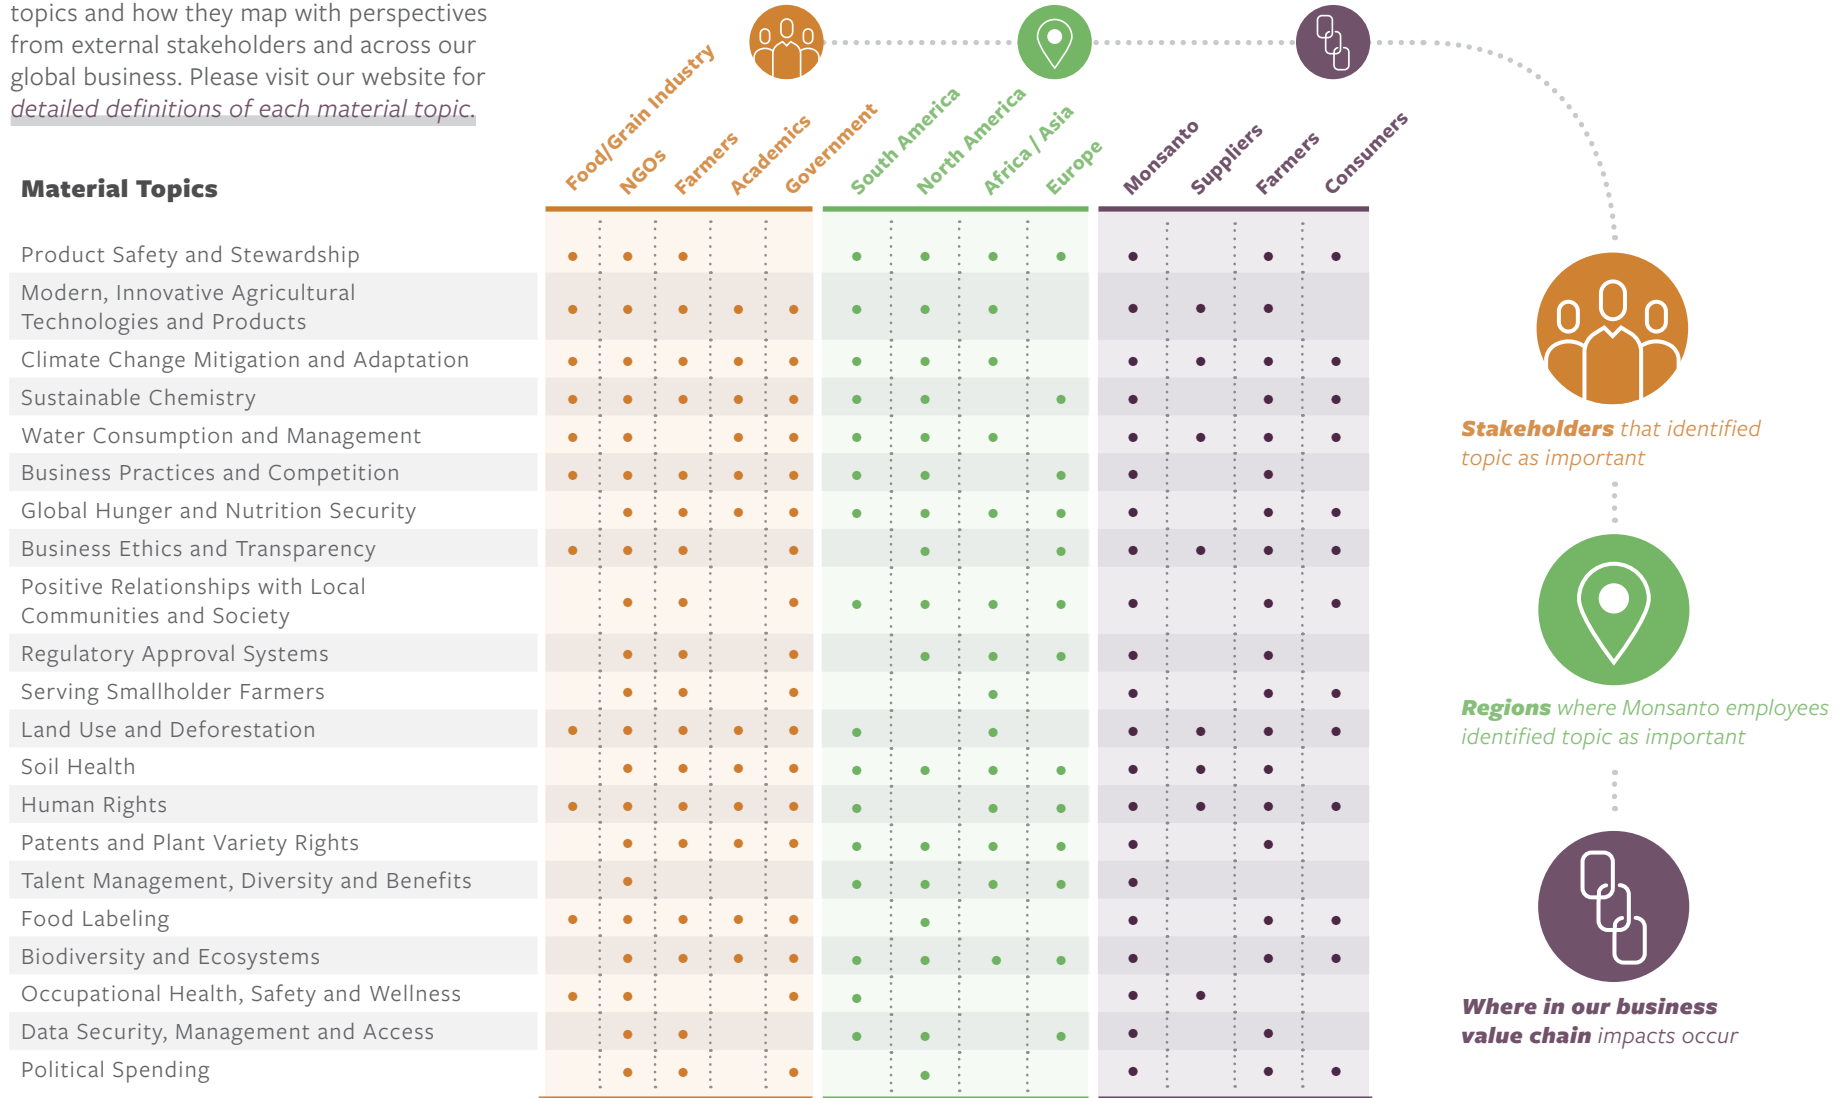 topics and how they map with perspectives
from external stakeholders and across our
global business. Please visit our website for
detailed definitions of each material topic.
Food/Grain Industry
NGOs
Farmers
Academics
Government
South America
North America
Africa / Asia
Europe
Monsanto
Suppliers
Farmers
Consumers
Material Topics
Product Safety and Stewardship
Modern, Innovative Agricultural
Technologies and Products
Climate Change Mitigation and Adaptation
Sustainable Chemistry
Water Consumption and Management
Business Practices and Competition
Global Hunger and Nutrition Security
Business Ethics and Transparency
Positive Relationships with Local
Communities and Society
Regulatory Approval Systems
Serving Smallholder Farmers
Land Use and Deforestation
Soil Health
Human Rights
Patents and Plant Variety Rights
Talent Management, Diversity and Benefits
Food Labeling
Biodiversity and Ecosystems
Occupational Health, Safety and Wellness
Data Security, Management and Access
Political Spending
Stakeholders that identified
topic as important
Regions where Monsanto employees
identified topic as important
Where in our business
value chain impacts occur